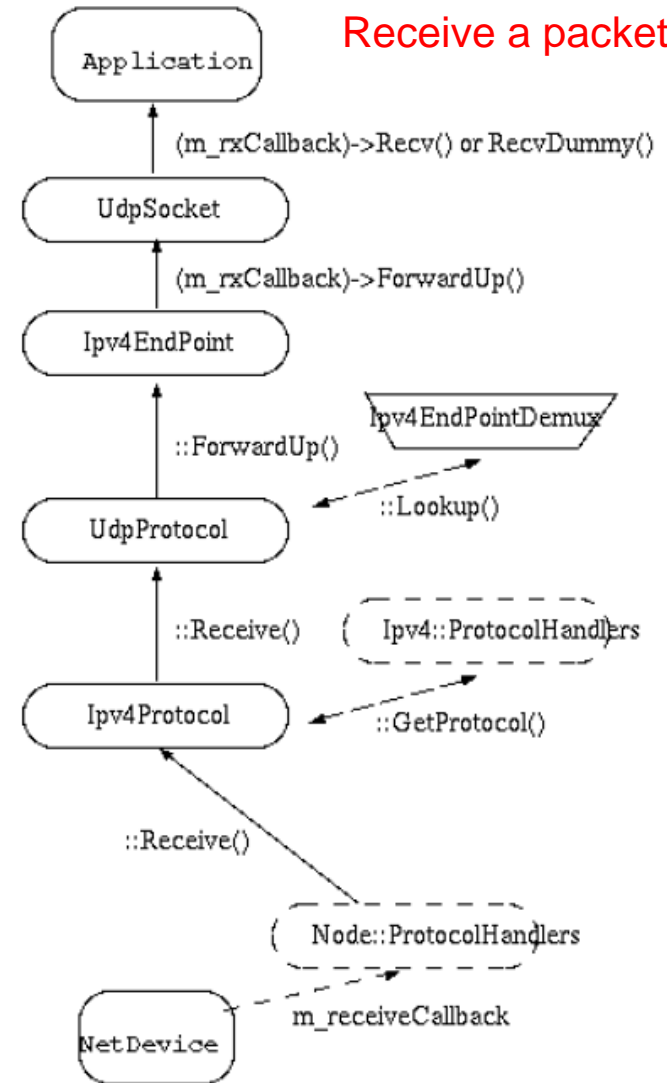 Receive a packet
Application
(m_rxCallback)->Recv() or RecvDummy()
UdpSocket
(m_rxCallback)->ForwardUp()
Ipv4EndPoint
Ipv4EndPointDemux
::ForwardUp()
::Lookup()
UdpProtocol
::Receive()
Ipv4::ProtocolHandlers
Ipv4Protocol
::GetProtocol()
::Receive()
Node::ProtocolHandlers
m_receiveCallback
NetDevice